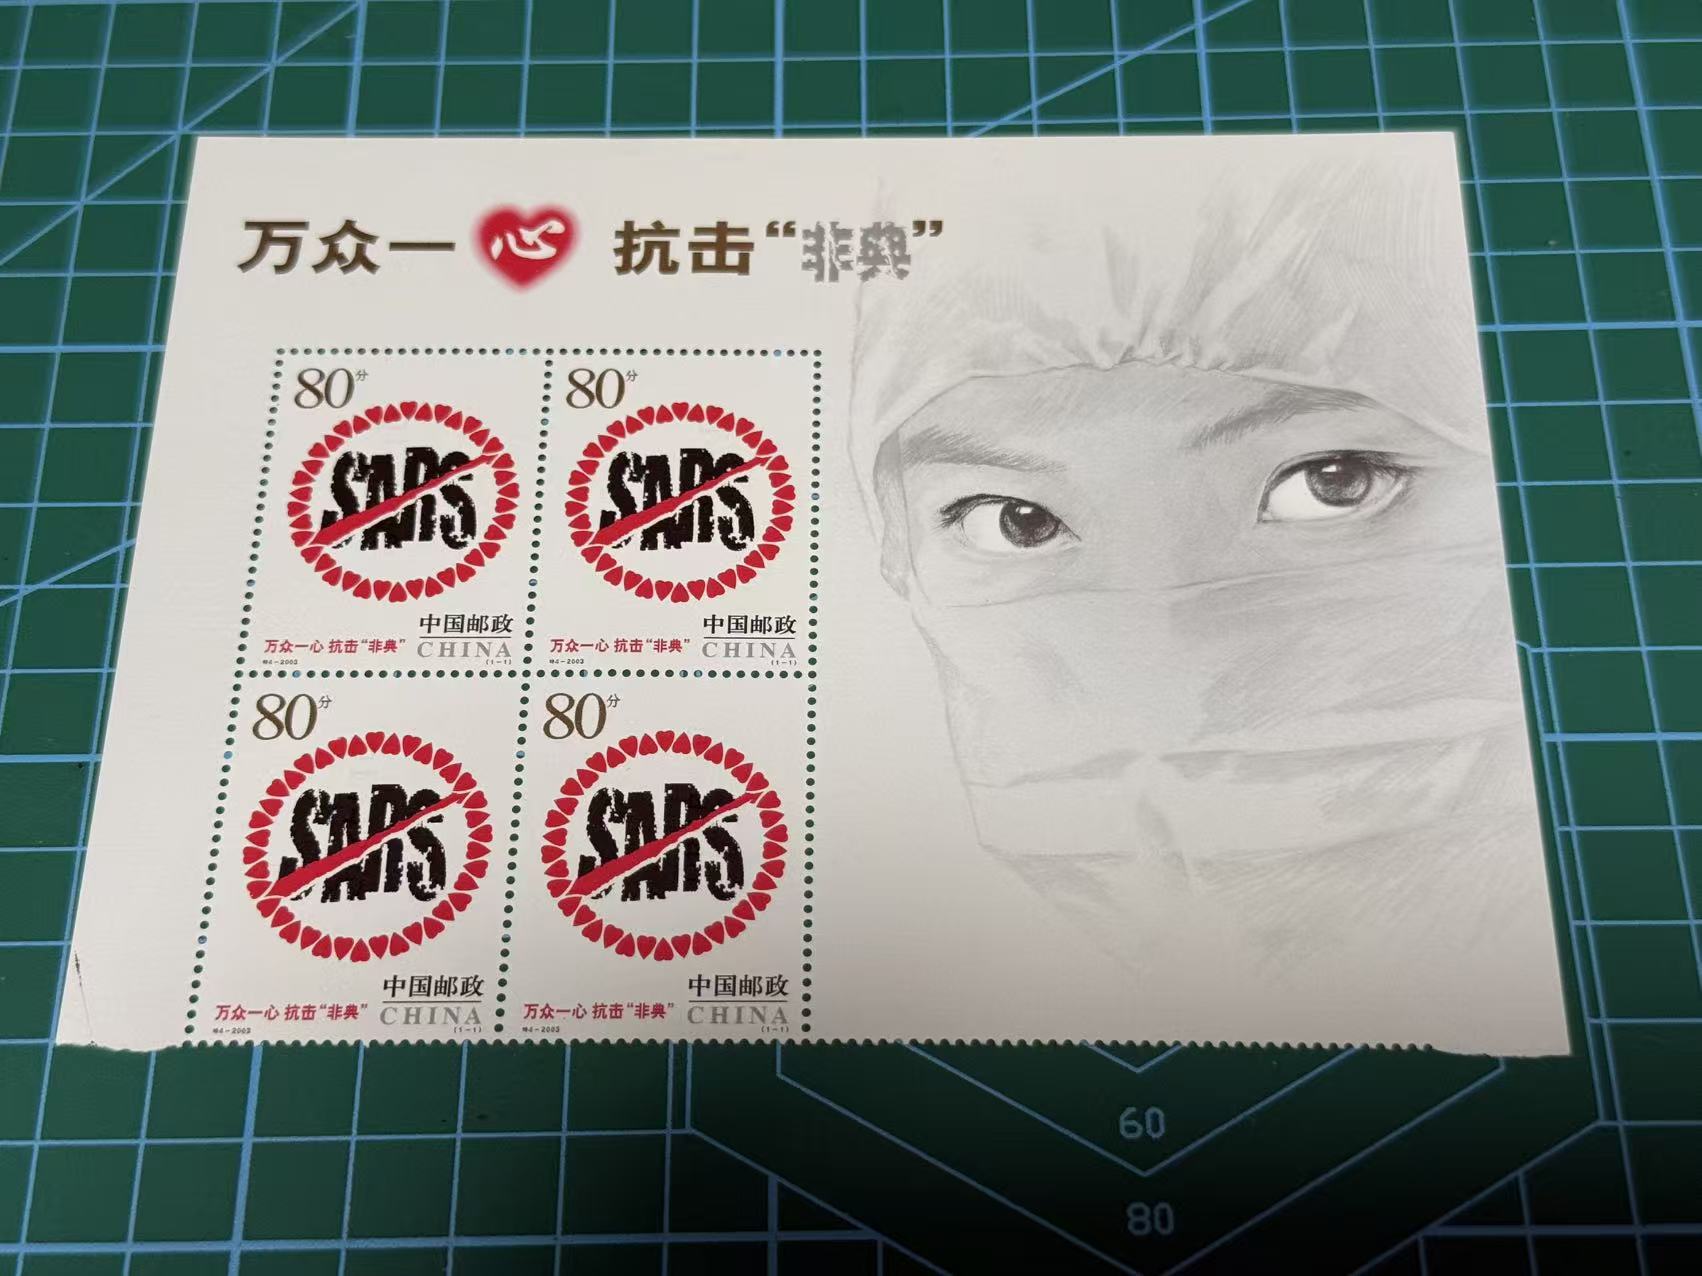 万众一心 抗击“非典”
80分
80分
SARS
SARS
中国邮政
中国邮政
万众一心 抗击“非典”
CHINA
万众一心 抗击“非典”
CHINA
特4-2003
(1-1)
特4-2003
(1-1)
80分
80分
SARS
SARS
中国邮政
中国邮政
万众一心 抗击“非典”
CHINA
万众一心 抗击“非典”
CHINA
特4-2003
(1-1)
特4-2003
(1-1)
60
80